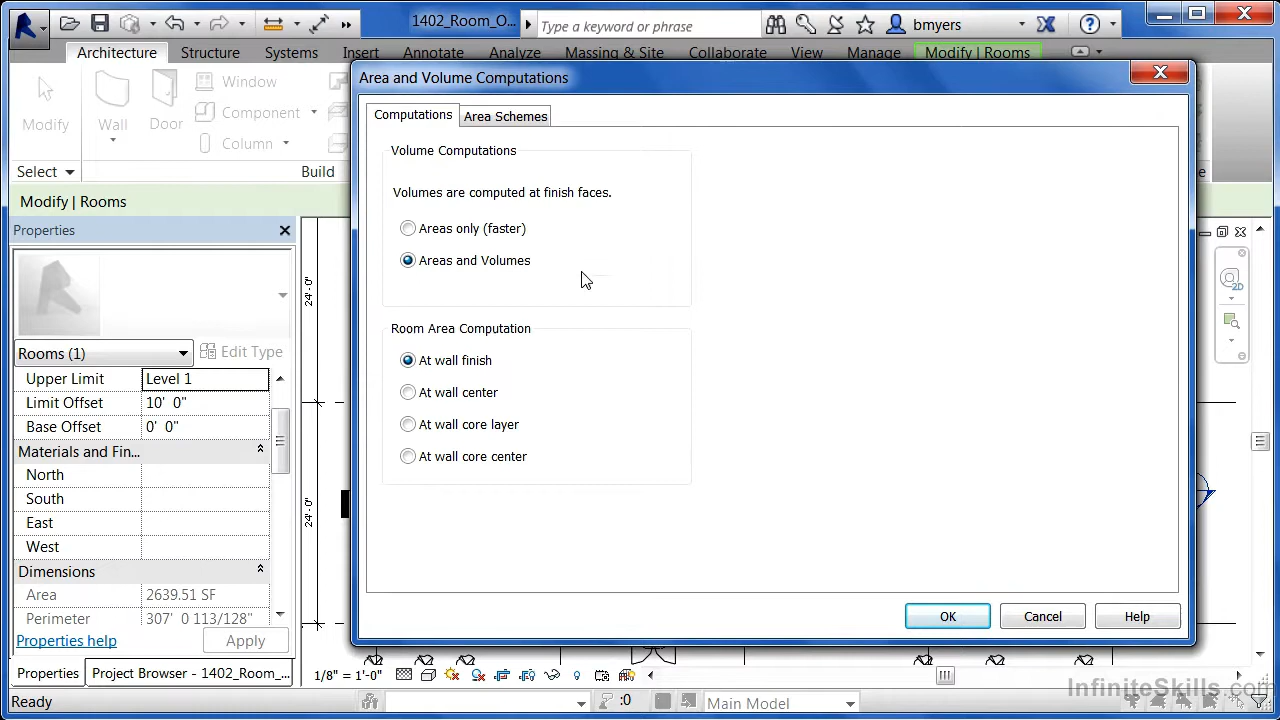 1402_Room_O...
Type a keyword or phrase
bmyers
Architecture
Structure
Systems
Insert
Annotate
Analyze
Massing & Site
Collaborate
View
Manage
Modify | Rooms
Modify
Wall
Door
Window
Component
Column
Select
Build
Modify | Rooms
Properties
Rooms (1)
Edit Type
Upper Limit Level 1
Limit Offset 10' 0"
Base Offset 0' 0"
Materials and Fin...
North
South
East
West
Dimensions
Area 2639.51 SF
Perimeter 307' 0 113/128"
Properties help
Apply
Properties
Project Browser - 1402_Room_...
24' - 0"
24' - 0"
Area and Volume Computations
Computations
Area Schemes
Volume Computations
Volumes are computed at finish faces.
Areas only (faster)
Areas and Volumes
Room Area Computation
At wall finish
At wall center
At wall core layer
At wall core center
OK
Cancel
Help
2D
1/8" = 1'-0"
Ready
:0
Main Model
InfiniteSkills.com